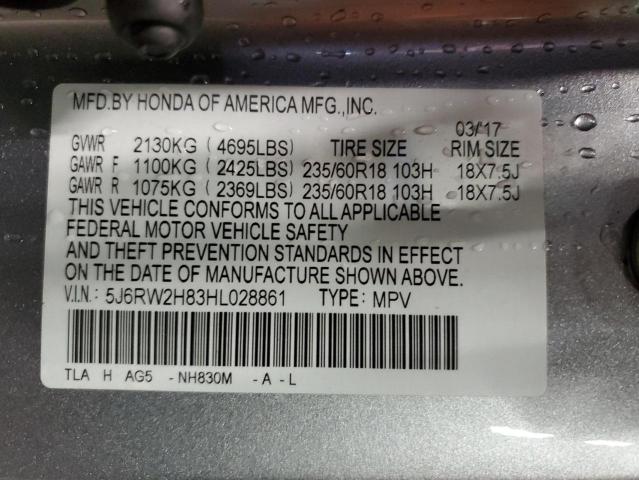 MFD.BY HONDA OF AMERICA MFG.,INC.
03/17
GVWR 2130KG (4695LBS) TIRE SIZE RIM SIZE
GAWR F 1100KG (2425LBS) 235/60R18 103H 18X7.5J
GAWR R 1075KG (2369LBS) 235/60R18 103H 18X7.5J
THIS VEHICLE CONFORMS TO ALL APPLICABLE
FEDERAL MOTOR VEHICLE SAFETY
AND THEFT PREVENTION STANDARDS IN EFFECT
ON THE DATE OF MANUFACTURE SHOWN ABOVE.
V.I.N.: 5J6RW2H83HL028861 TYPE: MPV
TLA H AG5 -NH830M -A-L